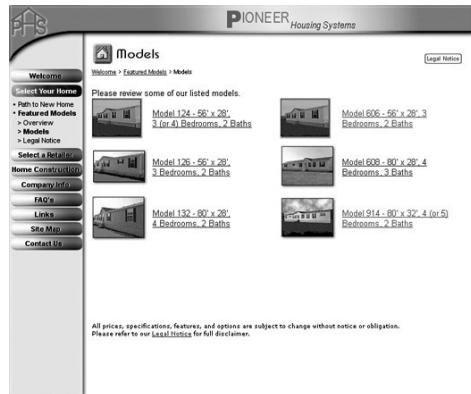 PHS
PIONEER
Housing Systems
Models
Legal Notice
Welcome > Featured Models > Models
Welcome
Select Your Home
• Path to New Home
• Featured Models
> Overview
> Models
> Legal Notice
Select a Retailer
Home Construction
Company Info
FAQ's
Links
Site Map
Contact Us
Please review some of our listed models.
Model 124 - 56' x 28',
3 (or 4) Bedrooms, 2 Baths
Model 606 - 56' x 28', 3
Bedrooms, 2 Baths
Model 126 - 56' x 28',
3 Bedrooms, 2 Baths
Model 608 - 80' x 28', 4
Bedrooms, 3 Baths
Model 132 - 80' x 28',
4 Bedrooms, 2 Baths
Model 914 - 80' x 32', 4 (or 5)
Bedrooms, 2 Baths
All prices, specifications, features, and options are subject to change without notice or obligation.
Please refer to our Legal Notice for full disclaimer.